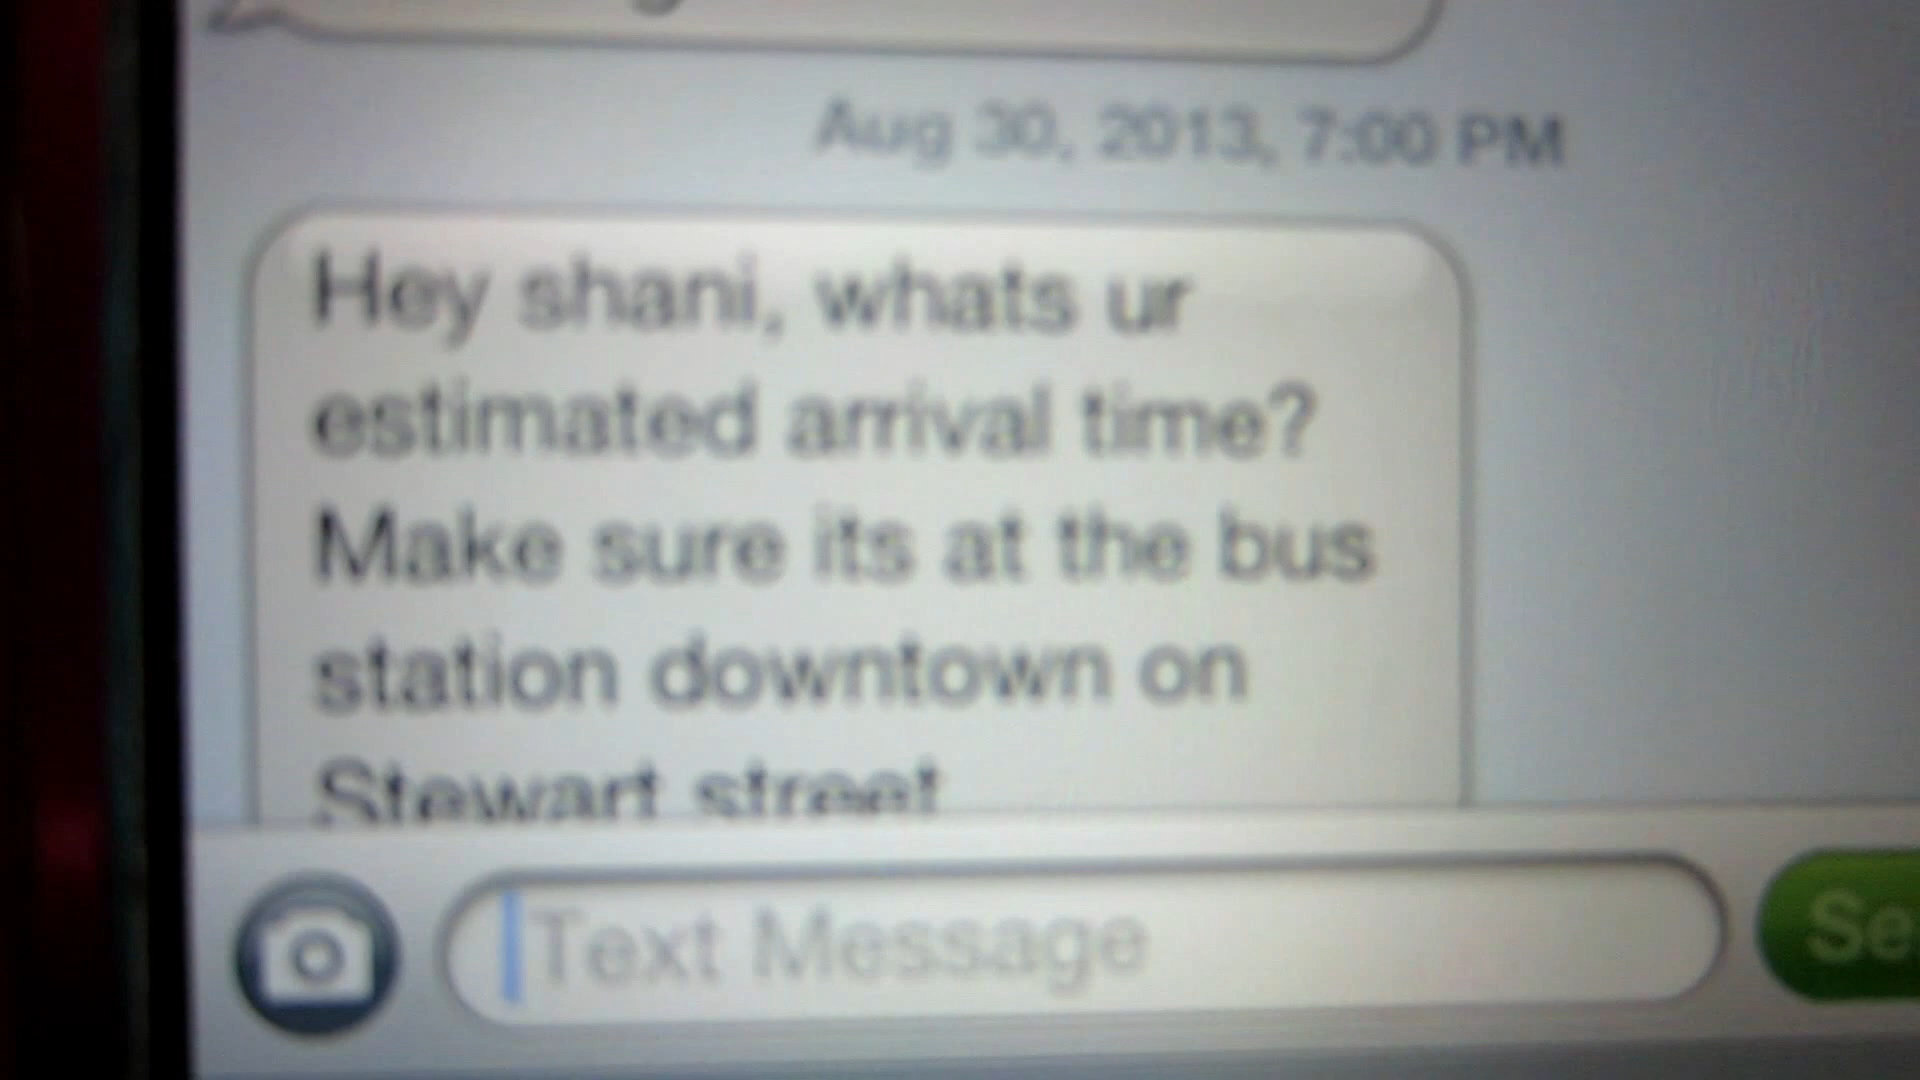 Aug 30, 2013, 7:00 PM
Hey shani, whats ur
estimated arrival time?
Make sure its at the bus
station downtown on
Stewart street
Text Message